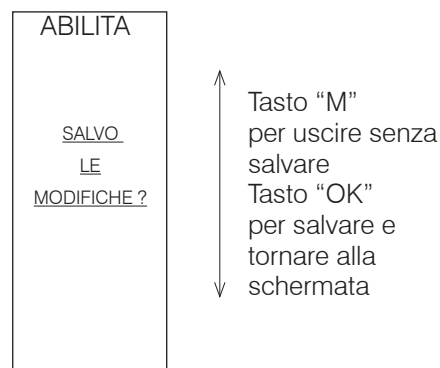 ABILITA
SALVO
LE
MODIFICHE ?
Tasto “M”
per uscire senza
salvare
Tasto “OK”
per salvare e
tornare alla
schermata